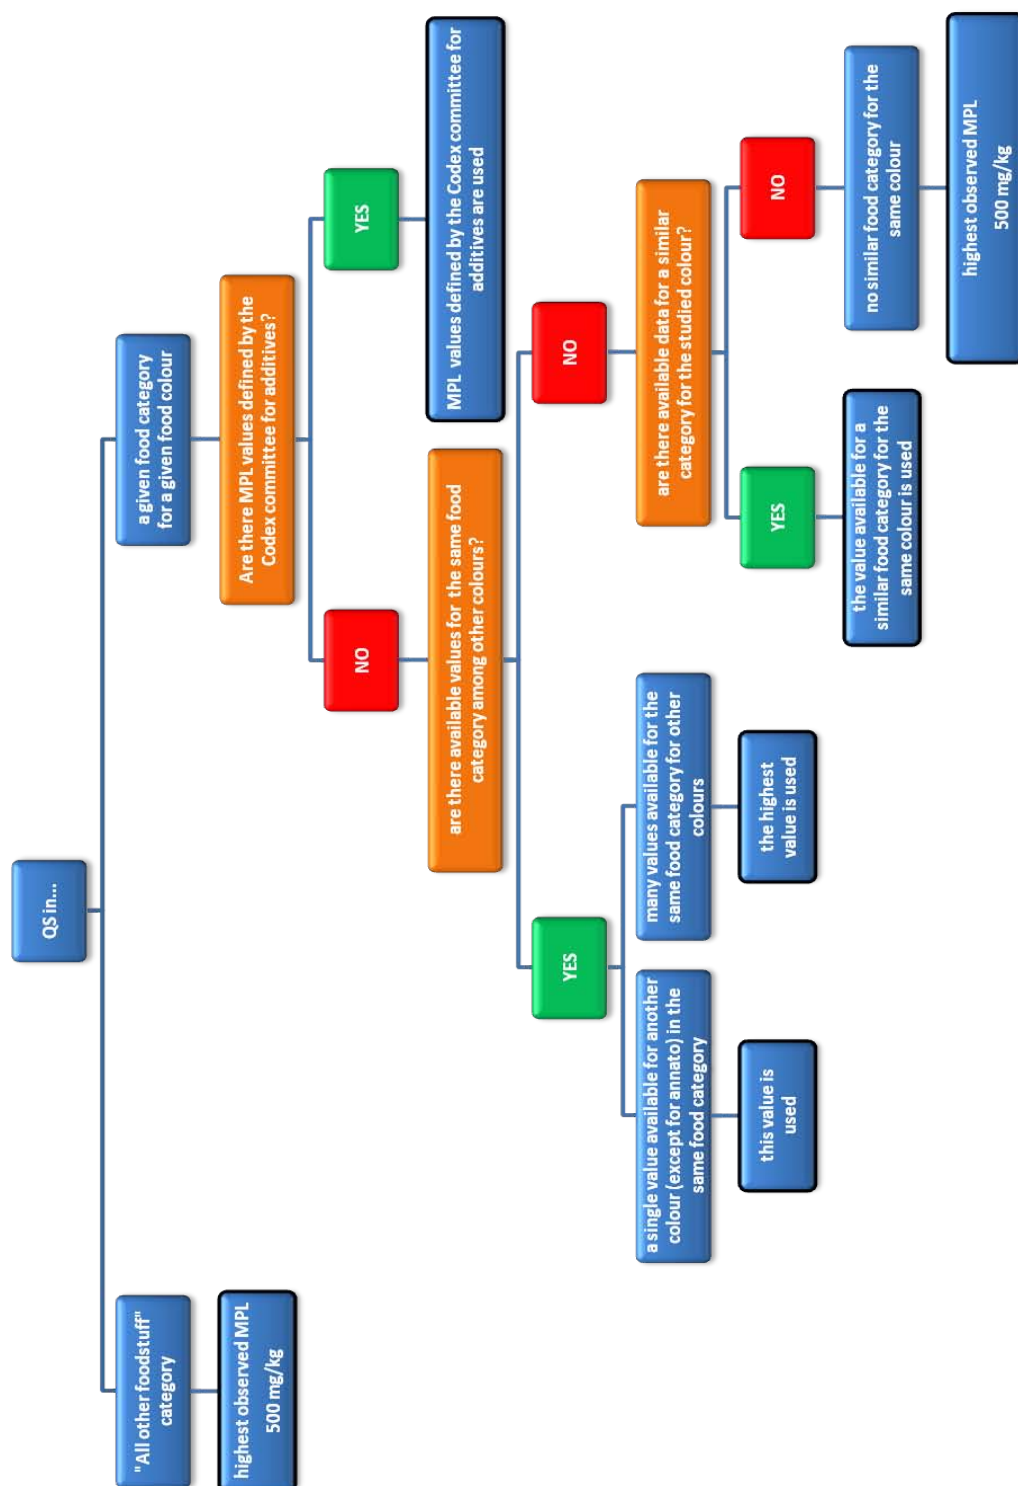 QS in...
"All other foodstuff"
category
highest observed MPL
500 mg/kg
a given food category
for a given food colour
Are there MPL values defined by the
Codex committee for additives?
NO
are there available values for the same food
category among other colours?
YES
a single value available for another
colour (except for annato) in the
same food category
this value is
used
many values available for the
same food category for other
colours
the highest
value is used
NO
are there available data for a similar
category for the studied colour?
YES
the value available for a
similar food category for the
same colour is used
NO
no similar food category for the
same colour
highest observed MPL
500 mg/kg
YES
MPL values defined by the Codex committee for
additives are used